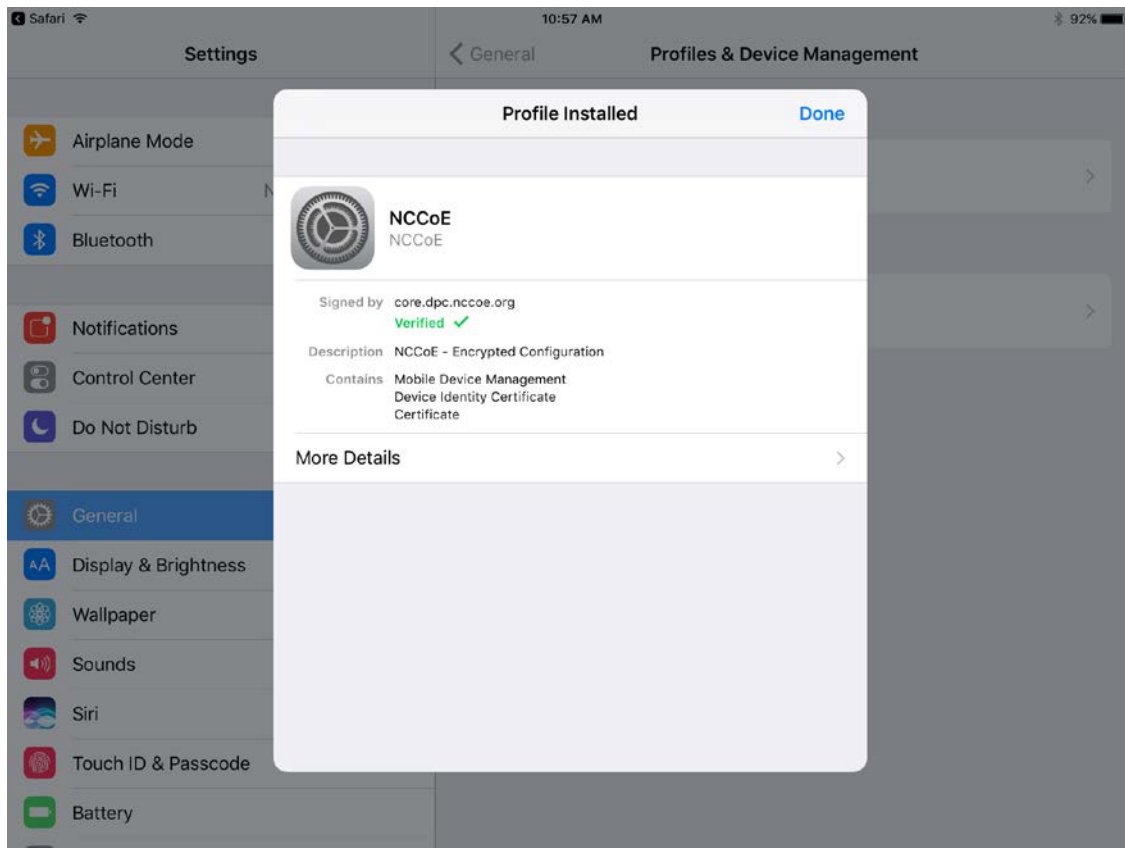 Safari
10:57 AM
92%
Settings
General
Profiles & Device Management
Profile Installed
Done
Airplane Mode
Wi-Fi
N
Bluetooth
Notifications
Control Center
Do Not Disturb
General
AA
Display & Brightness
Wallpaper
Sounds
Siri
Touch ID & Passcode
Battery
NCCoE
NCCoE
Signed by core.dpc.nccoe.org
Verified ✓
Description NCCoE - Encrypted Configuration
Contains Mobile Device Management
Device Identity Certificate
Certificate
More Details